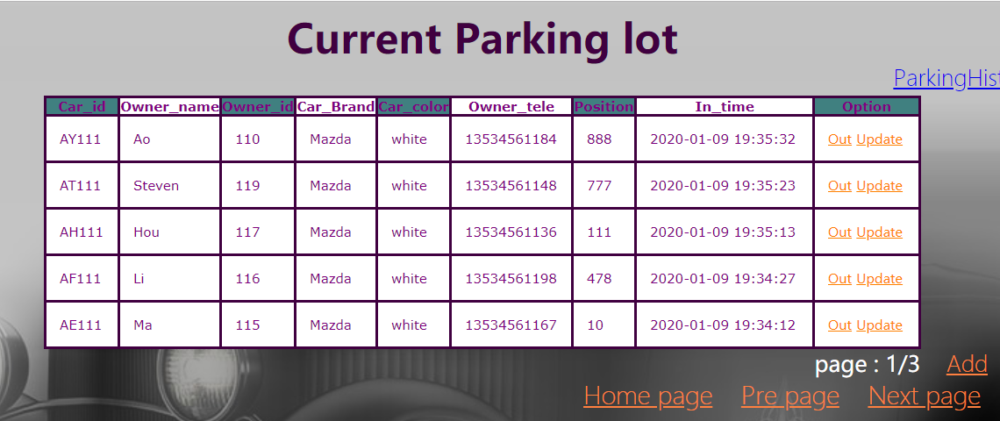 Current Parking lot
ParkingHist
Car_id Owner_name Owner_id Car_Brand Car_color Owner_tele Position In_time Option
AY111 Ao 110 Mazda white 13534561184 888 2020-01-09 19:35:32 Out Update
AT111 Steven 119 Mazda white 13534561148 777 2020-01-09 19:35:23 Out Update
AH111 Hou 117 Mazda white 13534561136 111 2020-01-09 19:35:13 Out Update
AF111 Li 116 Mazda white 13534561198 478 2020-01-09 19:34:27 Out Update
AE111 Ma 115 Mazda white 13534561167 10 2020-01-09 19:34:12 Out Update
page : 1/3 Add
Home page Pre page Next page